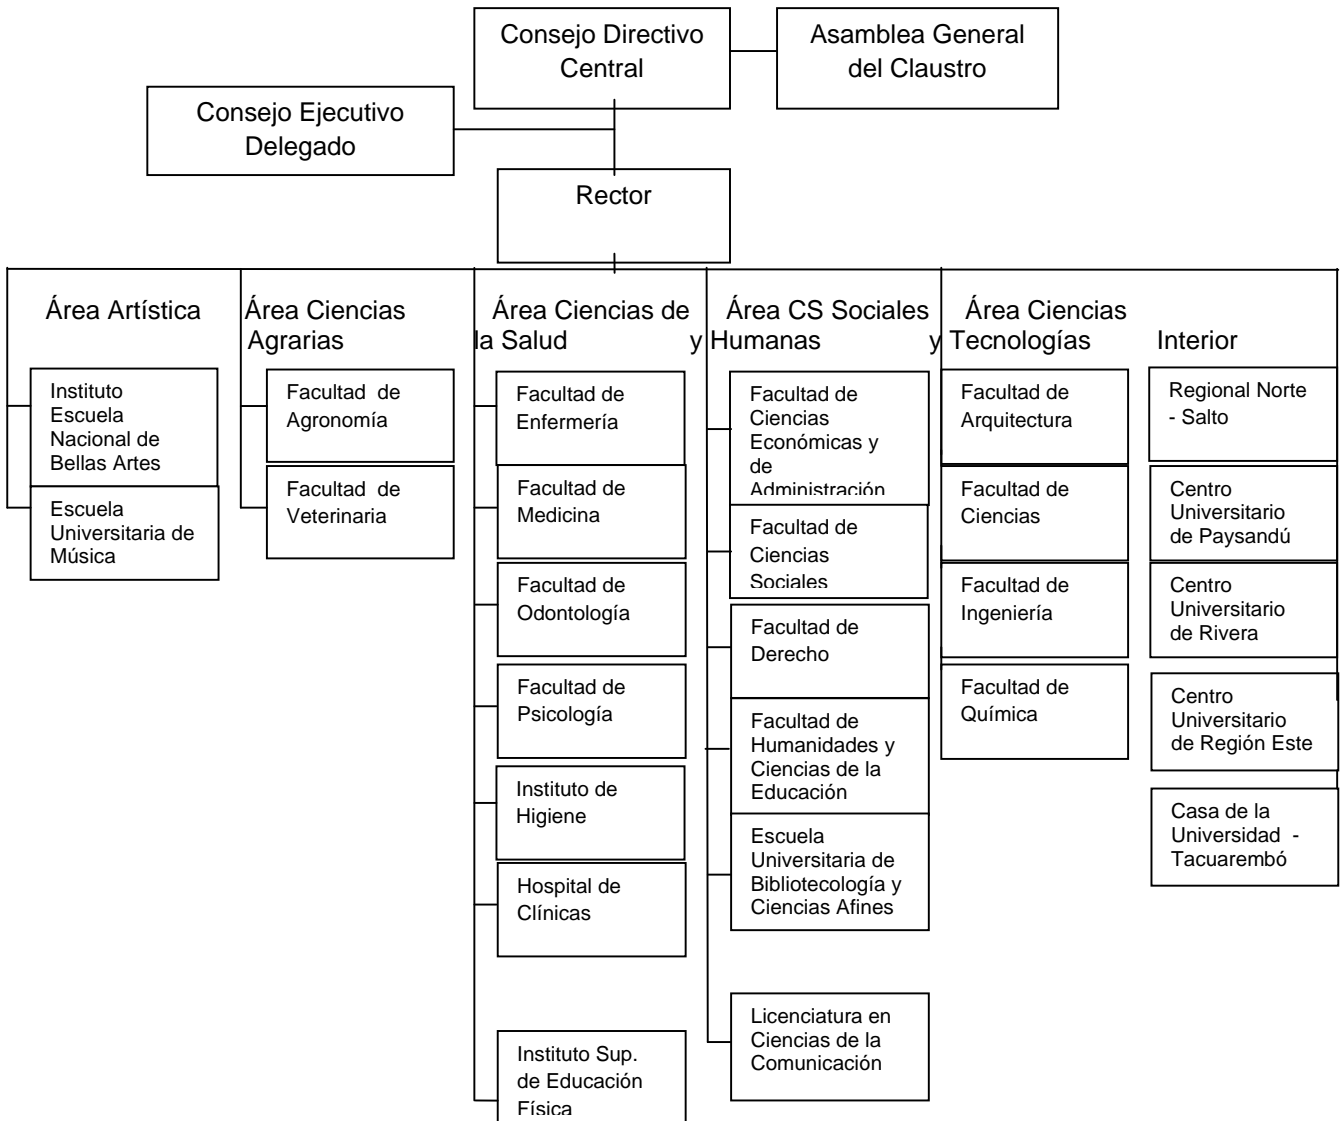 Consejo Directivo
Central
Asamblea General
del Claustro
Consejo Ejecutivo
Delegado
Rector
Área Artística
Área Ciencias
Agrarias
Área Ciencias de
la Salud
Área CS Sociales
y Humanas
Área Ciencias
y Tecnologías
Interior
Instituto
Escuela
Nacional de
Bellas Artes
Escuela
Universitaria de
Música
Facultad de
Agronomía
Facultad de
Veterinaria
Facultad de
Enfermería
Facultad de
Medicina
Facultad de
Odontología
Facultad de
Psicología
Instituto de
Higiene
Hospital de
Clínicas
Instituto Sup.
de Educación
Física
Facultad de
Ciencias
Económicas y
de
Administración
Facultad de
Ciencias
Sociales
Facultad de
Derecho
Facultad de
Humanidades y
Ciencias de la
Educación
Escuela
Universitaria de
Bibliotecología y
Ciencias Afines
Licenciatura en
Ciencias de la
Comunicación
Facultad de
Arquitectura
Facultad de
Ciencias
Facultad de
Ingeniería
Facultad de
Química
Regional Norte
- Salto
Centro
Universitario
de Paysandú
Centro
Universitario
de Rivera
Centro
Universitario
de Región Este
Casa de la
Universidad -
Tacuarembó